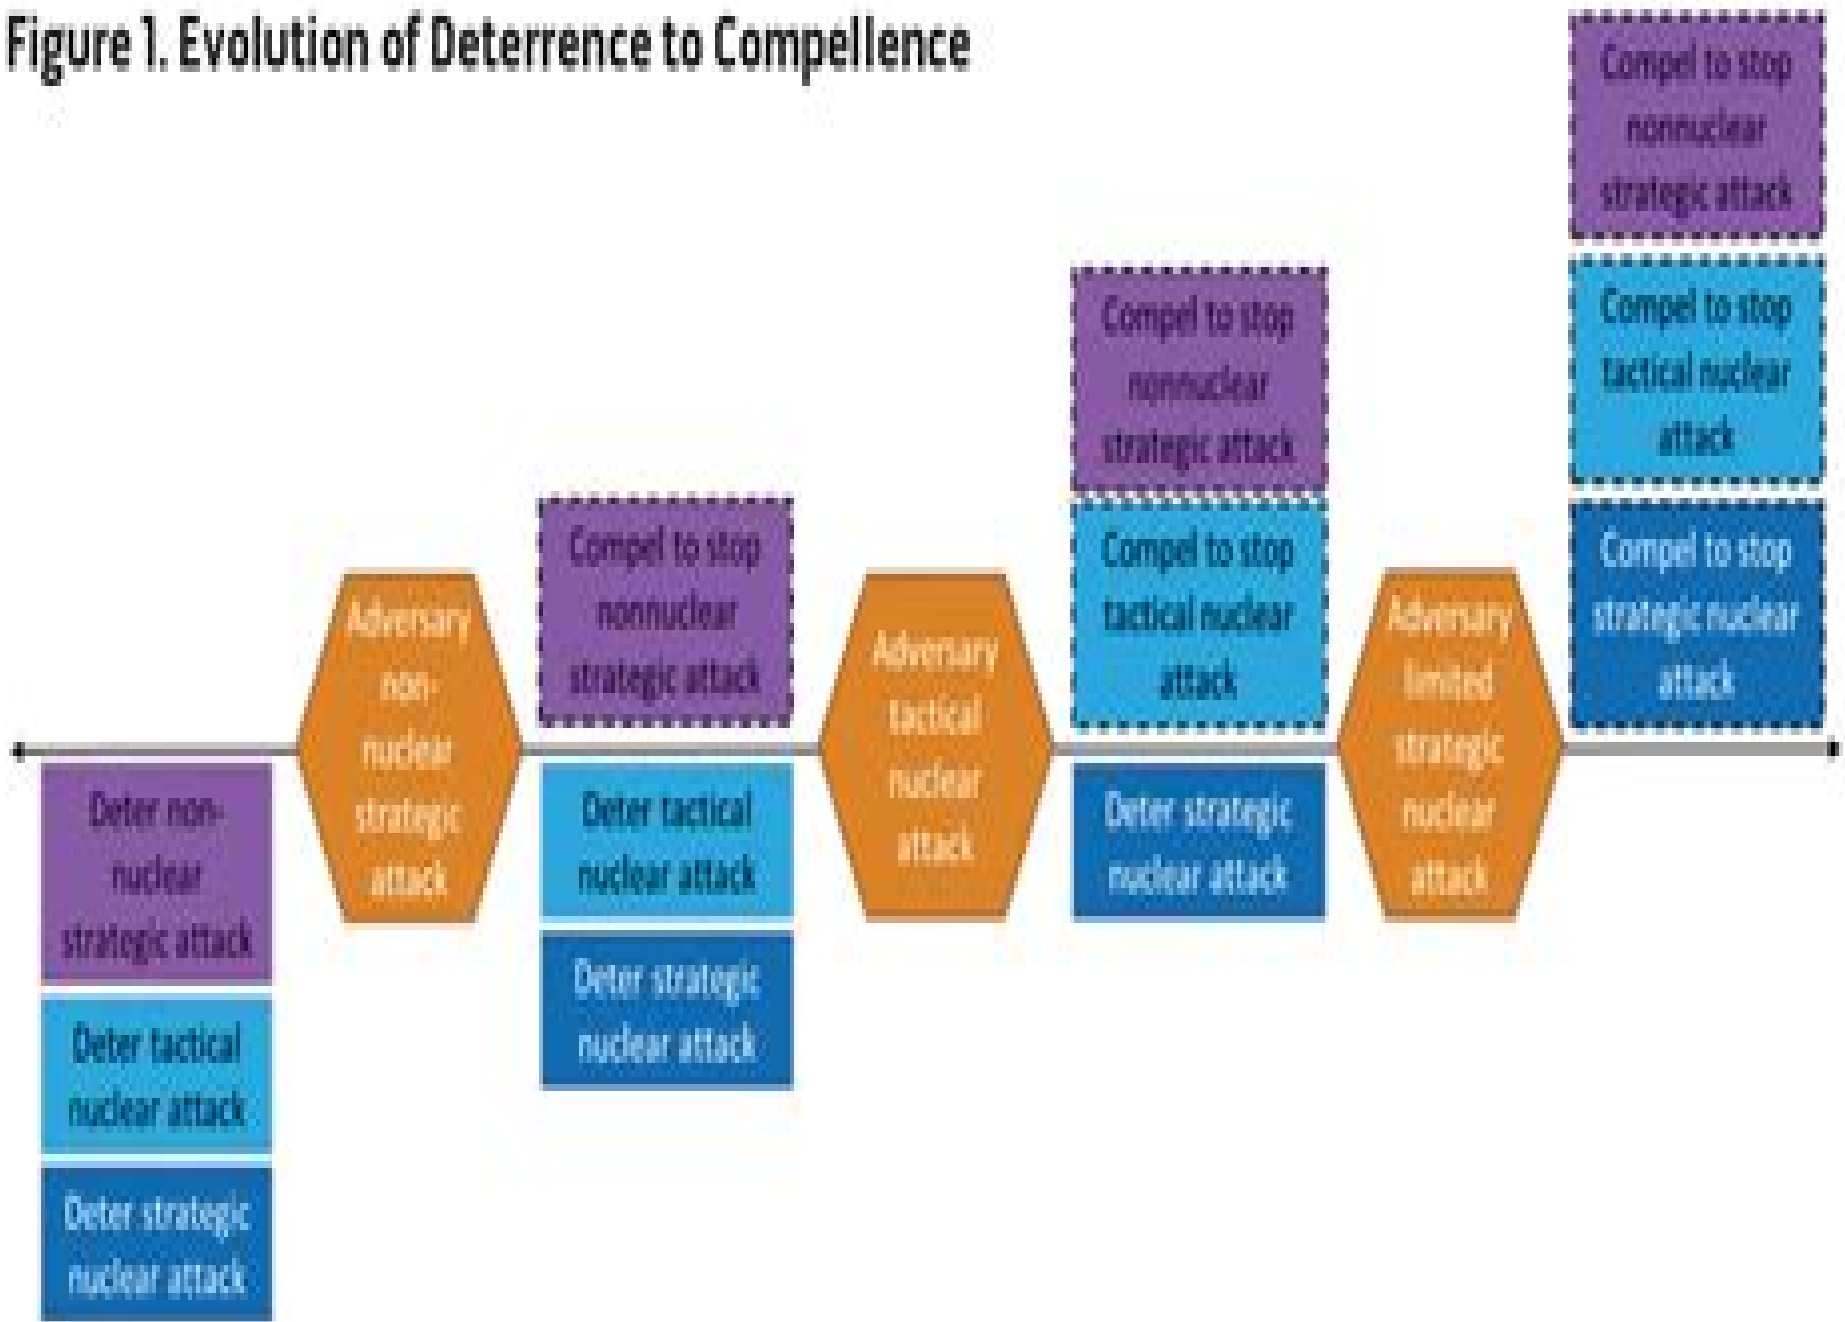 Figure 1. Evolution of Deterrence to Compellence
Deter non-
nuclear
strategic attack
Deter tactical
nuclear attack
Deter strategic
nuclear attack
Adversary
non-
nuclear
strategic
attack
Compel to stop
nonnuclear
strategic attack
Deter tactical
nuclear attack
Deter strategic
nuclear attack
Adversary
tactical
nuclear
attack
Compel to stop
nonnuclear
strategic attack
Compel to stop
tactical nuclear
attack
Deter strategic
nuclear attack
Adversary
limited
strategic
nuclear
attack
Compel to stop
nonnuclear
strategic attack
Compel to stop
tactical nuclear
attack
Compel to stop
strategic nuclear
attack